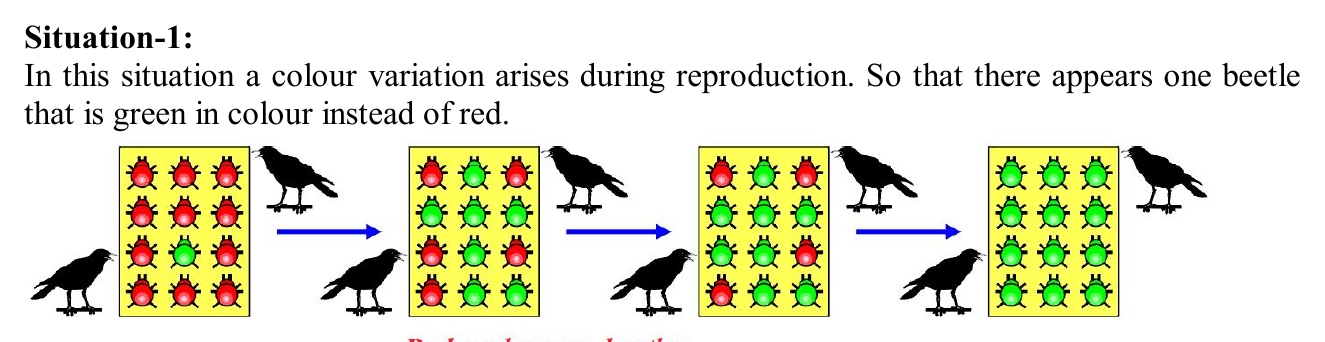 Situation-1:
In this situation a colour variation arises during reproduction. So that there appears one beetle
that is green in colour instead of red.